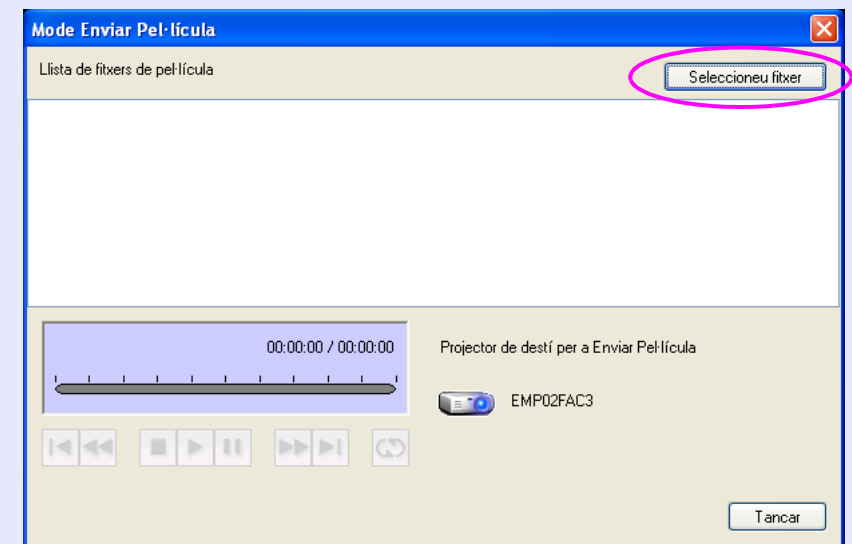 Mode Enviar Pel·lícula
Llista de fitxers de pel·lícula
Seleccioneu fitxer
00:00:00 / 00:00:00
Projector de destí per a Enviar Pel·lícula
EMP02FAC3
Tancar